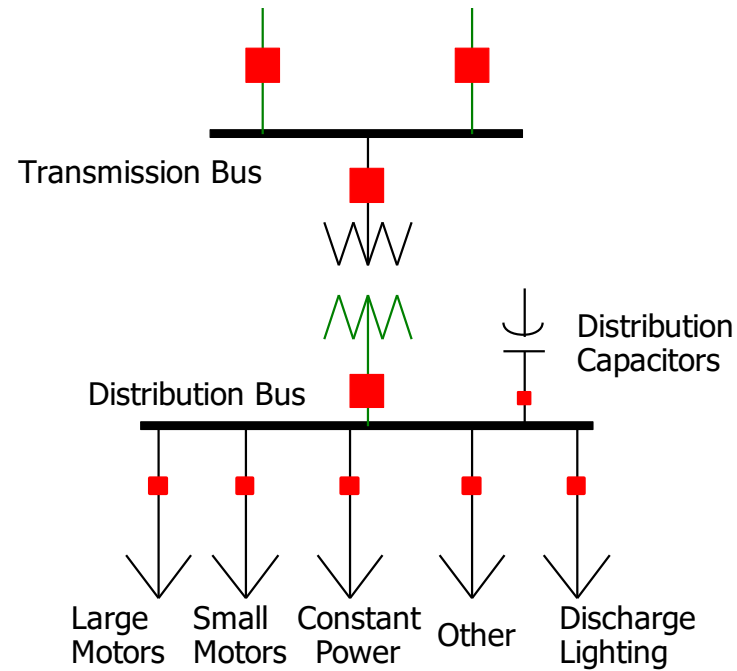 Transmission Bus
Distribution
Capacitors
Distribution Bus
Large
Motors
Small
Motors
Constant
Power
Other
Discharge
Lighting